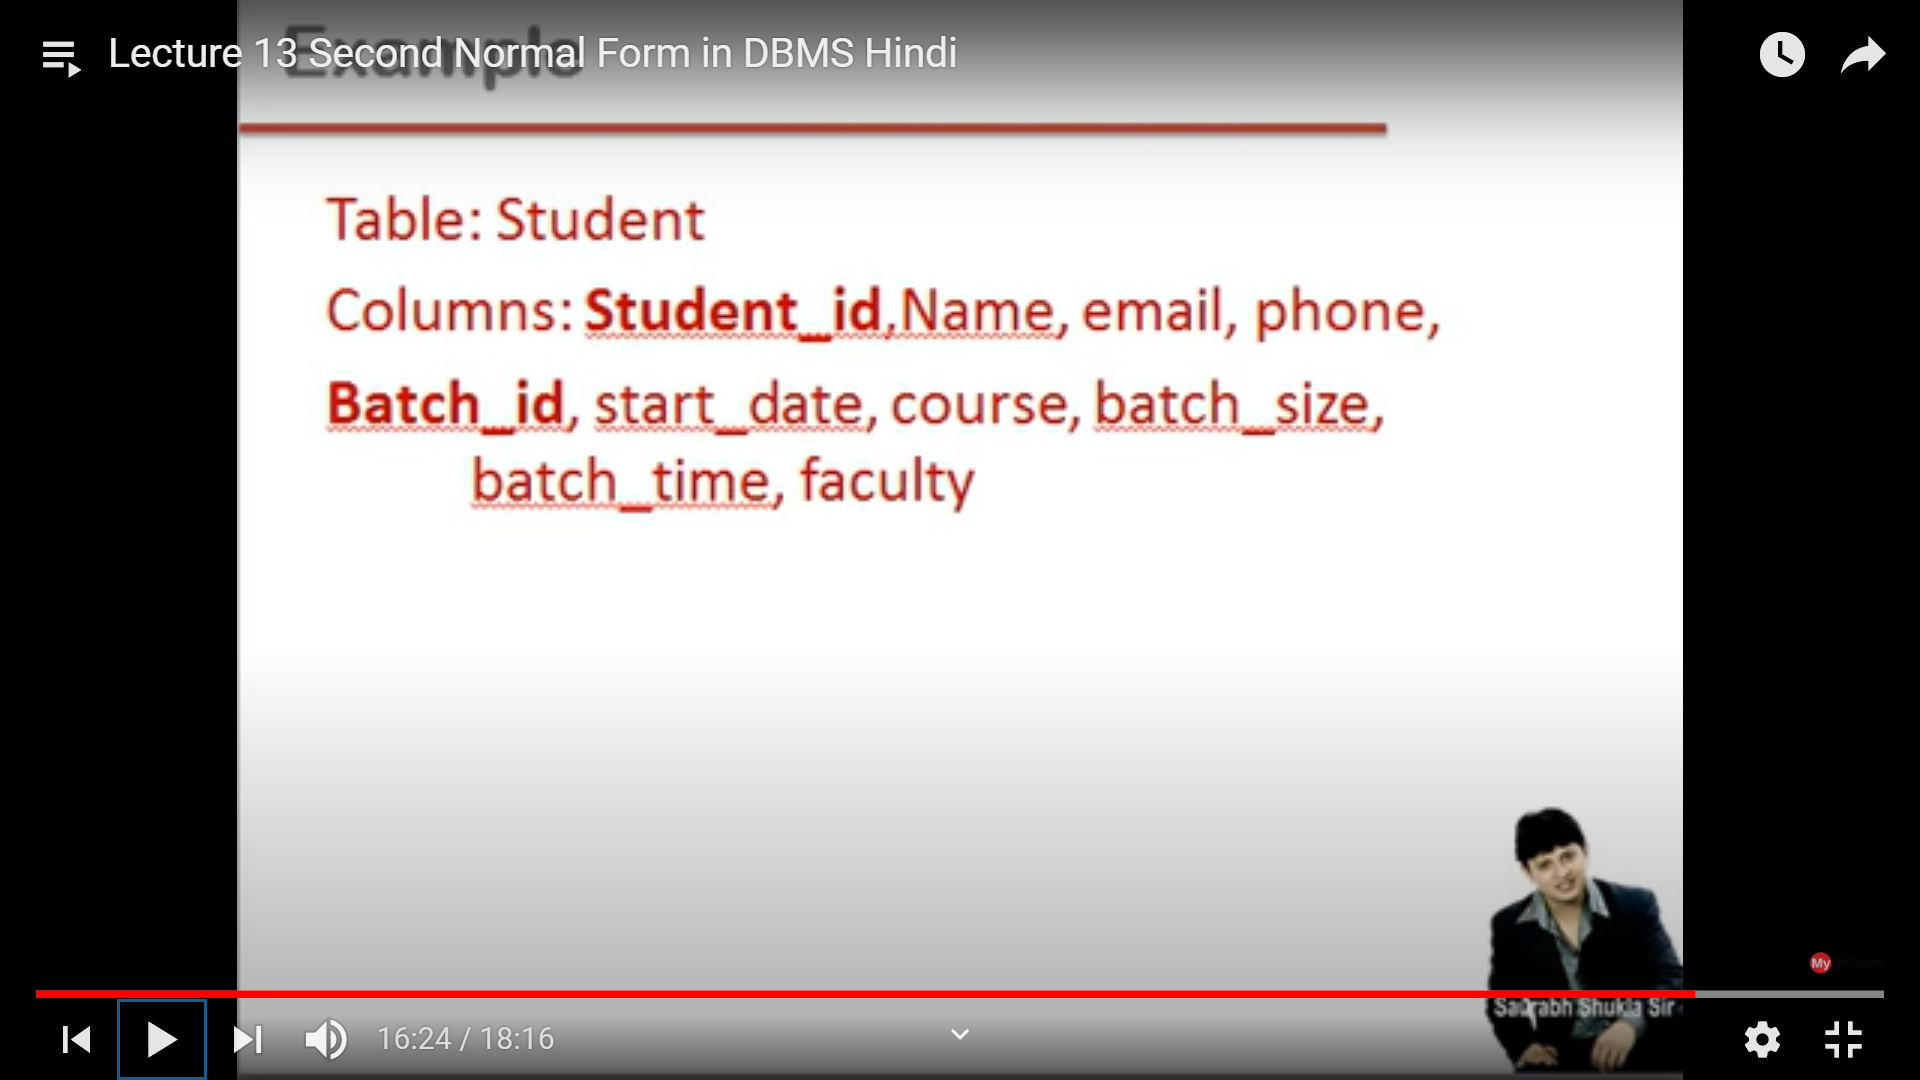 Lecture 13 Second Normal Form in DBMS Hindi
Example
Table: Student
Columns: Student_id,Name, email, phone,
Batch_id, start_date, course, batch_size,
batch_time, faculty
My
Saurabh Shukla Sir
16:24 / 18:16